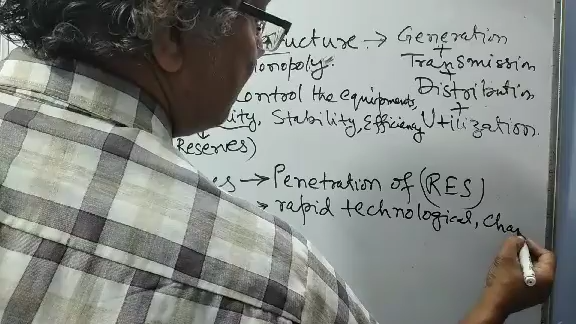 ructure → Generation
+
Transmission
+
onopoly.
Distribution
+
ontrol the equipments,
ity, Stability, Efficiency Utilization.
Reserves)
es → Penetration of (RES)
→ rapid technological, Cha